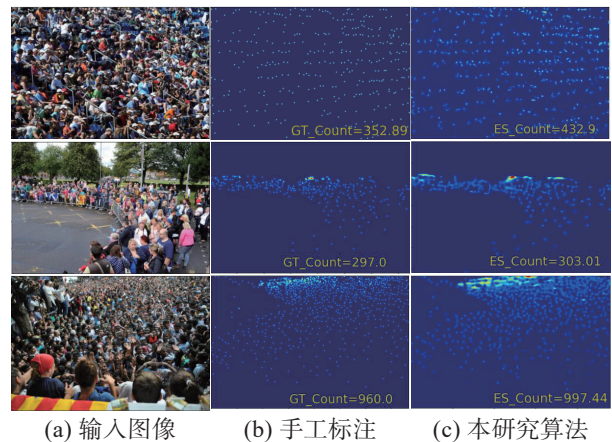 GT_Count=352.89
ES_Count=432.9
GT_Count=297.0
ES_Count=303.01
GT_Count=960.0
ES_Count=997.44
(a) 输入图像 (b) 手工标注 (c) 本研究算法